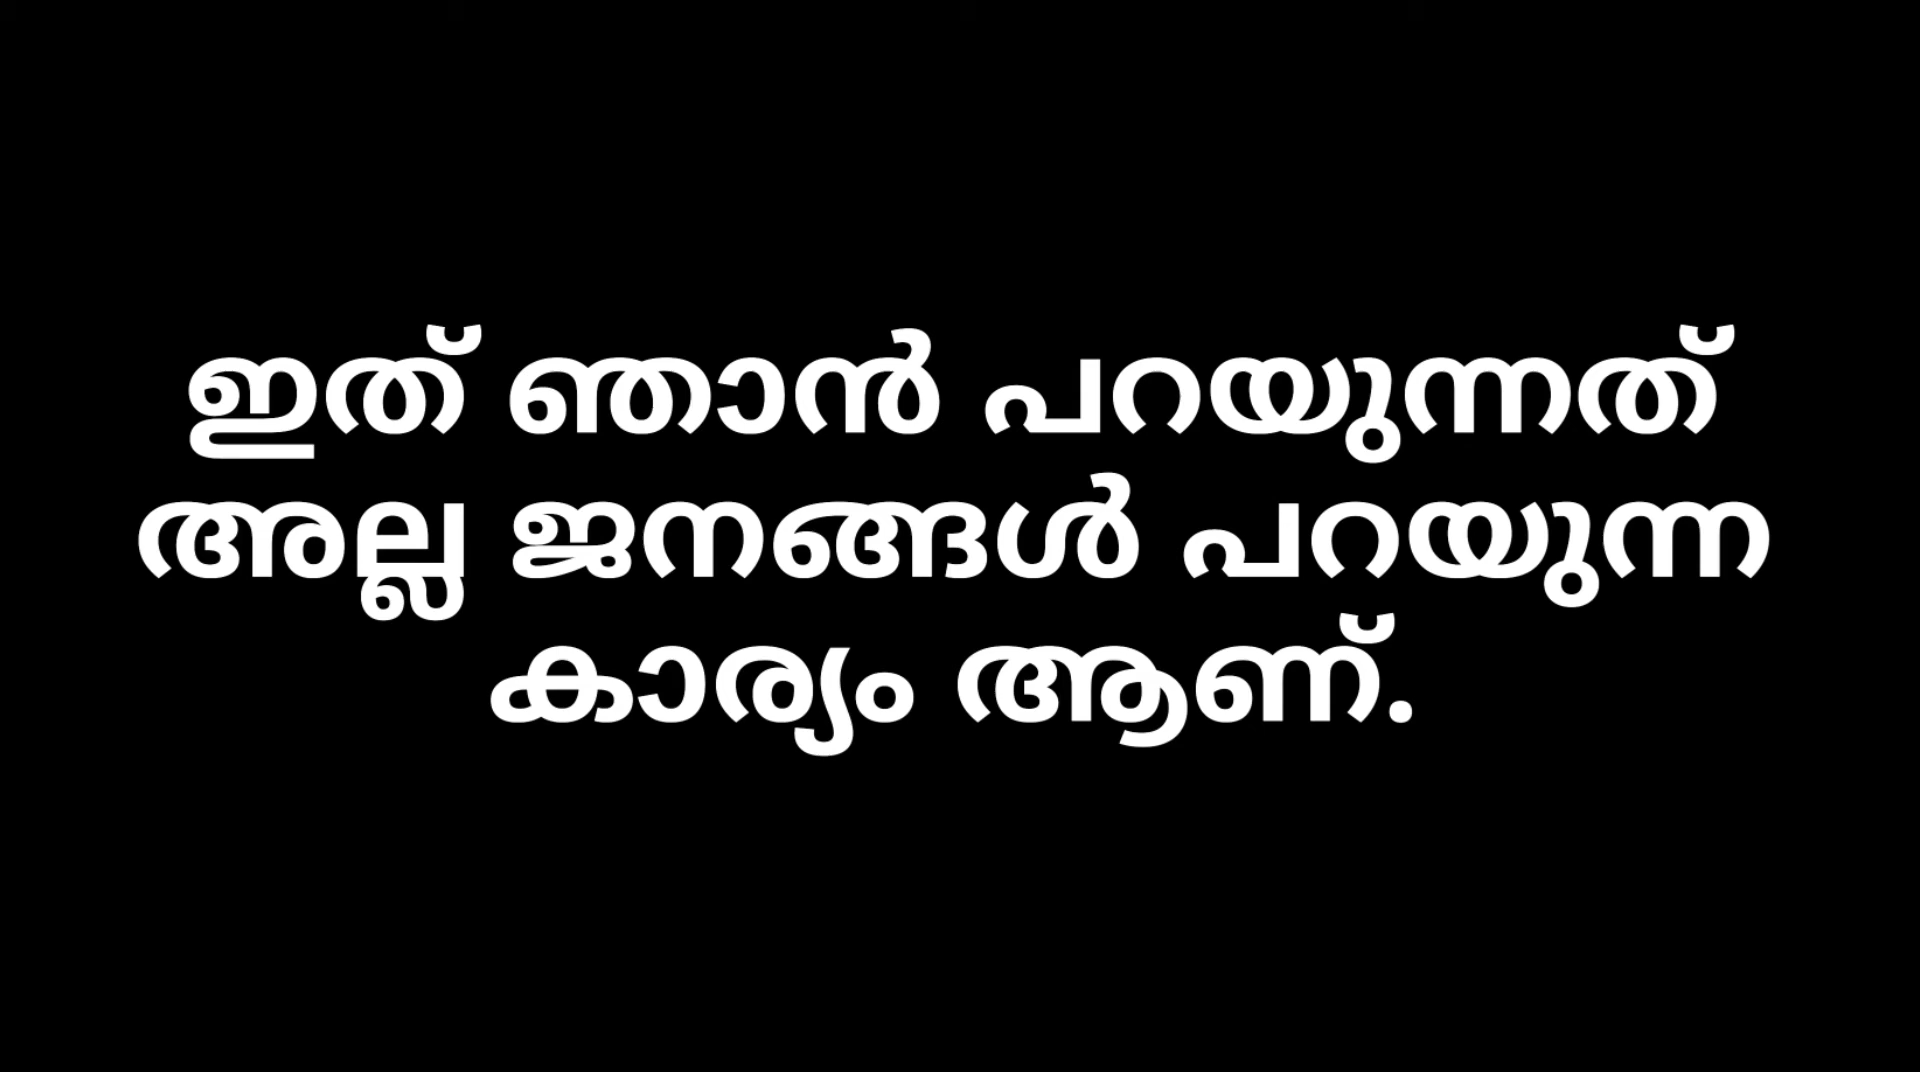 ഇത് ഞാൻ പറയുന്നത്
അല്ല ജനങ്ങൾ പറയുന്ന
കാര്യം ആണ്.